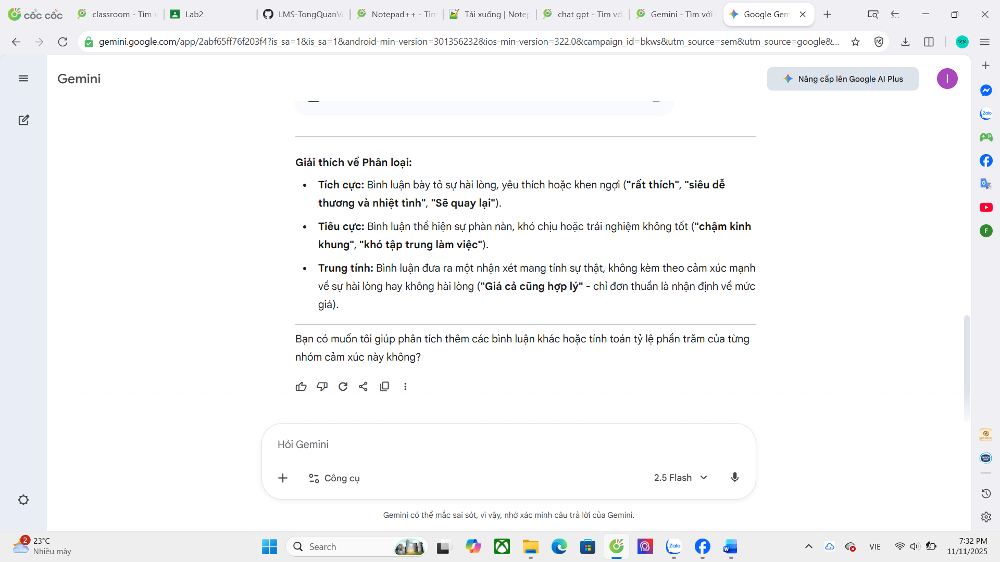 cốc cốc
classroom - Tìm v
Lab2
LMS-TongQuanVe
Notepad++ - Tìm
Tải xuống | Notep
chat gpt - Tìm vớ
Gemini - Tìm với
Google Gem
gemini.google.com/app/2abf65ff76f203f4?is_sa=1&is_sa=1&android-min-version=301356232&ios-min-version=322.0&campaign_id=bkws&utm_source=sem&utm_source=google&...
Gemini
Nâng cấp lên Google AI Plus
I
Giải thích về Phân loại:
• Tích cực: Bình luận bày tỏ sự hài lòng, yêu thích hoặc khen ngợi ("rất thích", "siêu dễ
thương và nhiệt tình", "Sẽ quay lại").
• Tiêu cực: Bình luận thể hiện sự phàn nàn, khó chịu hoặc trải nghiệm không tốt ("chậm kinh
khung", "khó tập trung làm việc").
• Trung tính: Bình luận đưa ra một nhận xét mang tính sự thật, không kèm theo cảm xúc mạnh
về sự hài lòng hay không hài lòng ("Giá cả cũng hợp lý" - chỉ đơn thuần là nhận định về mức
giá).
Bạn có muốn tôi giúp phân tích thêm các bình luận khác hoặc tính toán tỷ lệ phần trăm của từng
nhóm cảm xúc này không?
Hỏi Gemini
Công cụ
2.5 Flash
Gemini có thể mắc sai sót, vì vậy, nhớ xác minh câu trả lời của Gemini.
Zalo
F
2
23°C
Nhiều mây
Search
Zalo
VIE
7:32 PM
11/11/2025